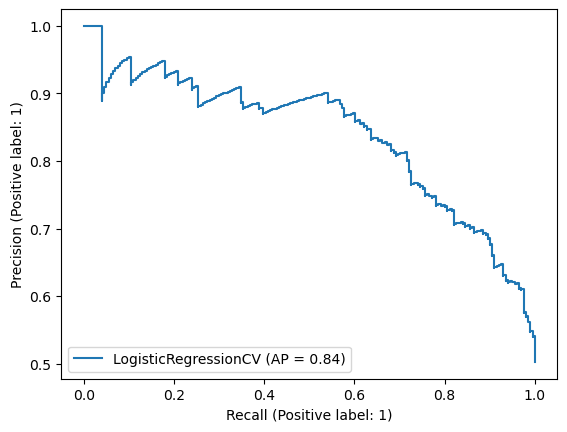 1.0
0.9
0.8
0.7
0.6
0.5
Precision (Positive label: 1)
LogisticRegressionCV (AP = 0.84)
0.0 0.2 0.4 0.6 0.8 1.0
Recall (Positive label: 1)